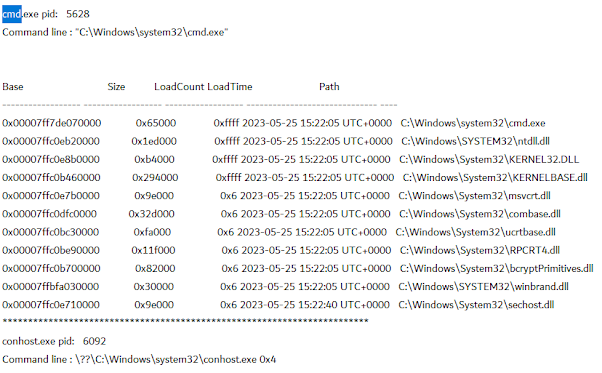 cmd.exe pid:   5628
Command line : "C:\Windows\system32\cmd.exe"
Base                             Size          LoadCount LoadTime                       Path
------------------ ------------------ ------------------ ------------------------------ ----
0x00007ff7de070000            0x65000             0xffff 2023-05-25 15:22:05 UTC+0000   C:\Windows\system32\cmd.exe
0x00007ffc0eb20000           0x1ed000             0xffff 2023-05-25 15:22:05 UTC+0000   C:\Windows\SYSTEM32\ntdll.dll
0x00007ffc0e8b0000            0xb4000             0xffff 2023-05-25 15:22:05 UTC+0000   C:\Windows\System32\KERNEL32.DLL
0x00007ffc0b460000           0x294000             0xffff 2023-05-25 15:22:05 UTC+0000   C:\Windows\System32\KERNELBASE.dll
0x00007ffc0e7b0000            0x9e000                0x6 2023-05-25 15:22:05 UTC+0000   C:\Windows\System32\msvcrt.dll
0x00007ffc0dfc0000           0x32d000                0x6 2023-05-25 15:22:05 UTC+0000   C:\Windows\System32\combase.dll
0x00007ffc0bc30000            0xfa000                0x6 2023-05-25 15:22:05 UTC+0000   C:\Windows\System32\ucrtbase.dll
0x00007ffc0be90000           0x11f000                0x6 2023-05-25 15:22:05 UTC+0000   C:\Windows\System32\RPCRT4.dll
0x00007ffc0b700000            0x82000                0x6 2023-05-25 15:22:05 UTC+0000   C:\Windows\System32\bcryptPrimitives.dll
0x00007ffbfa030000            0x30000                0x6 2023-05-25 15:22:05 UTC+0000   C:\Windows\SYSTEM32\winbrand.dll
0x00007ffc0e710000            0x9e000                0x6 2023-05-25 15:22:40 UTC+0000   C:\Windows\System32\sechost.dll
************************************************************************
conhost.exe pid:   6092
Command line : \??\C:\Windows\system32\conhost.exe 0x4